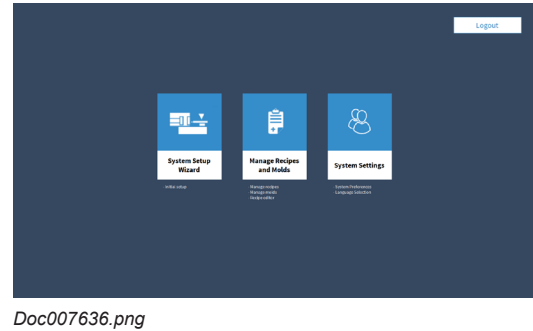 Logout
System Setup
Wizard
Manage Recipes
and Molds
System Settings
- Initial setup
- Manage recipes
- Manage molds
- Recipe editor
- System Preferences
- Language Selection
Doc007636.png